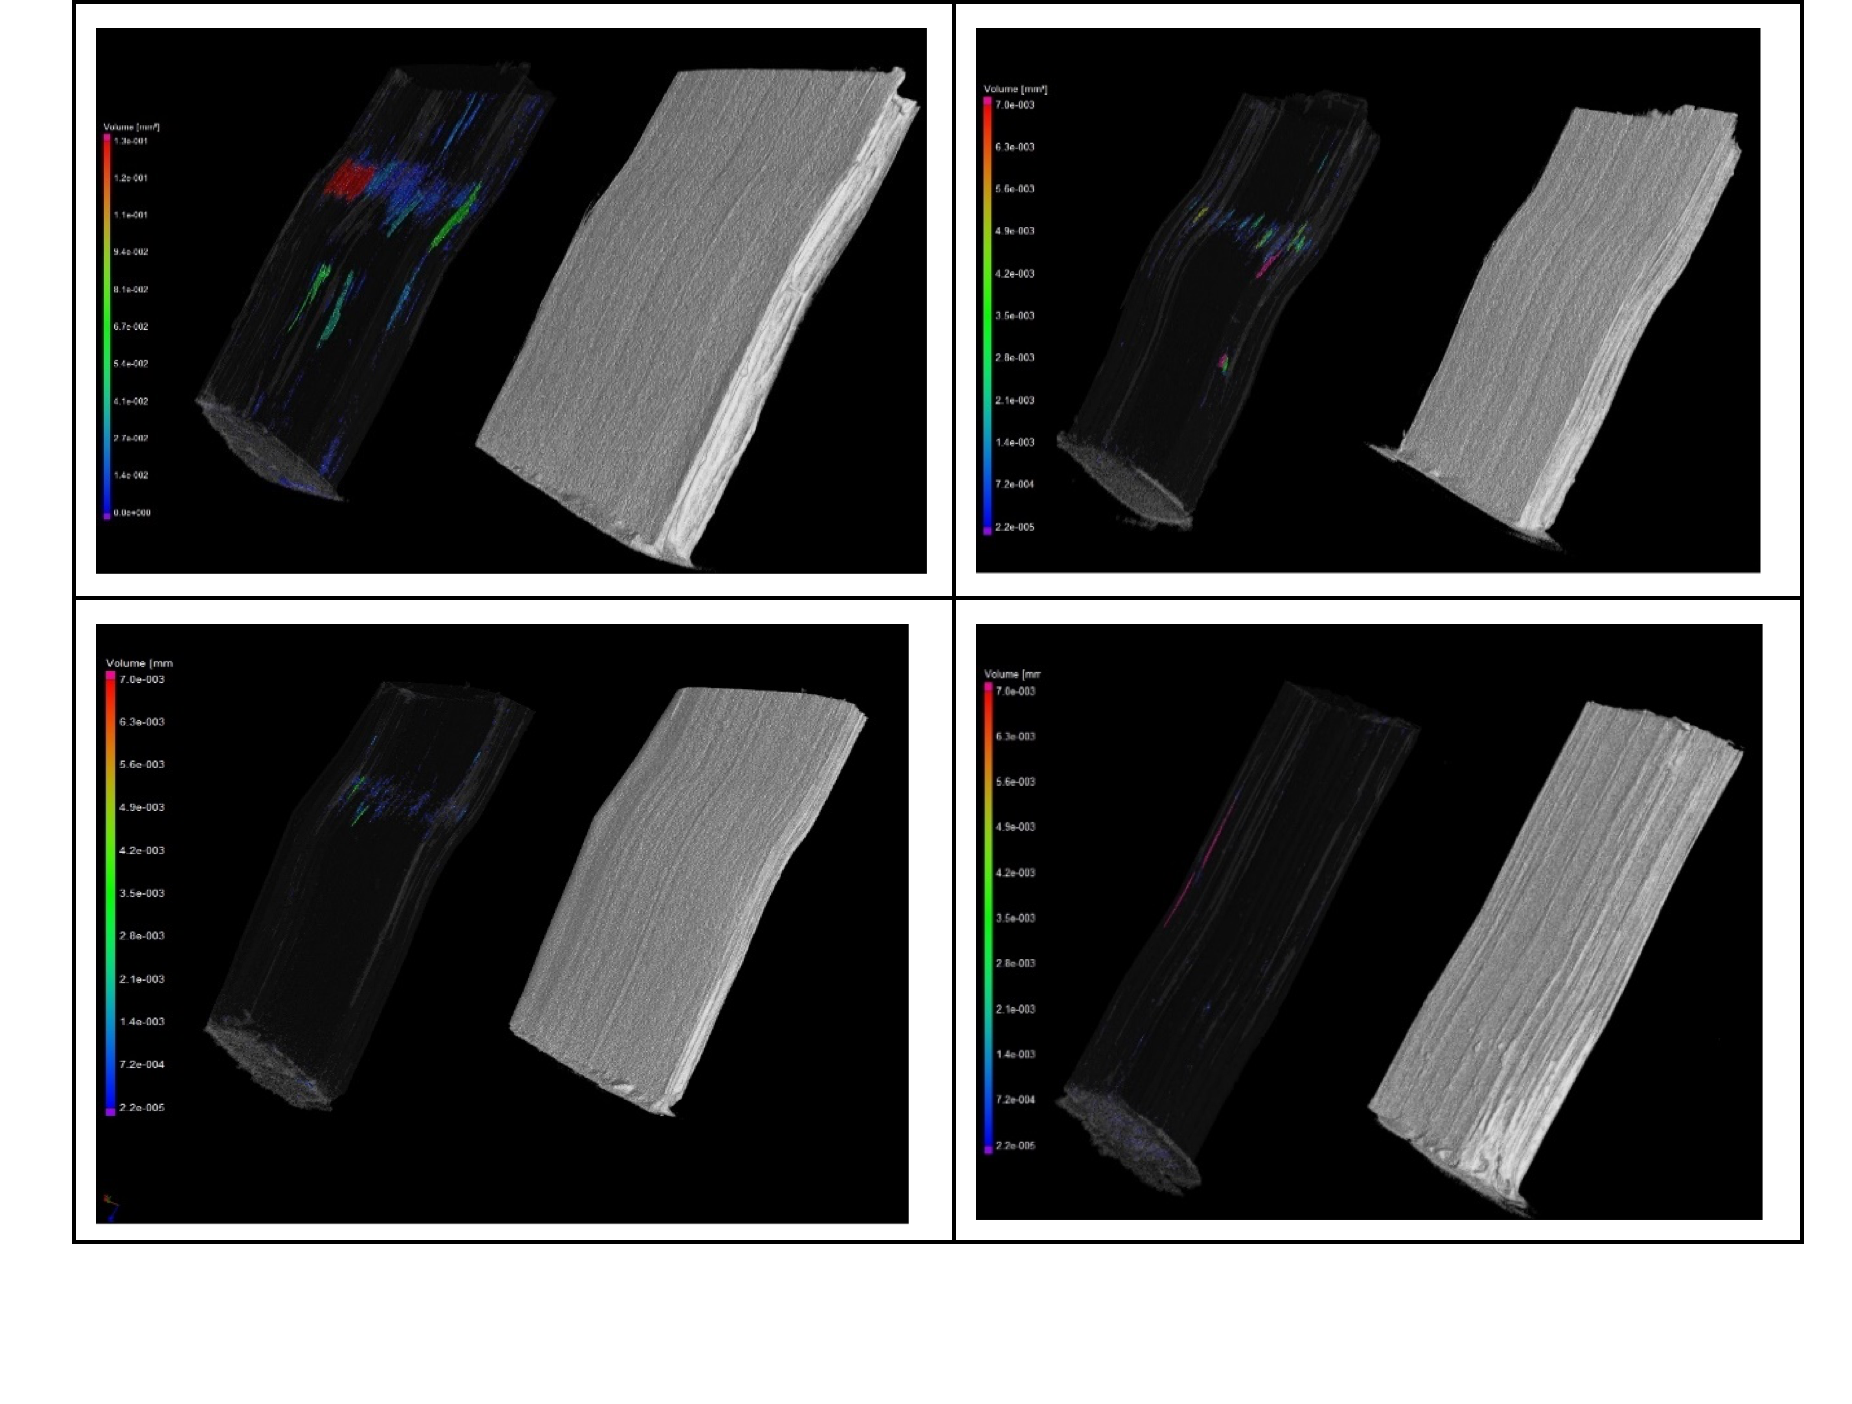 Volume [mm³]
1.3e-001
1.2e-001
1.1e-001
9.4e-002
8.1e-002
6.7e-002
5.4e-002
4.1e-002
2.7e-002
1.4e-002
0.0e+000
Volume [mm³]
7.0e-003
6.3e-003
5.6e-003
4.9e-003
4.2e-003
3.5e-003
2.8e-003
2.1e-003
1.4e-003
7.2e-004
2.2e-005
Volume [mm
7.0e-003
6.3e-003
5.6e-003
4.9e-003
4.2e-003
3.5e-003
2.8e-003
2.1e-003
1.4e-003
7.2e-004
2.2e-005
Volume [mm
7.0e-003
6.3e-003
5.6e-003
4.9e-003
4.2e-003
3.5e-003
2.8e-003
2.1e-003
1.4e-003
7.2e-004
2.2e-005